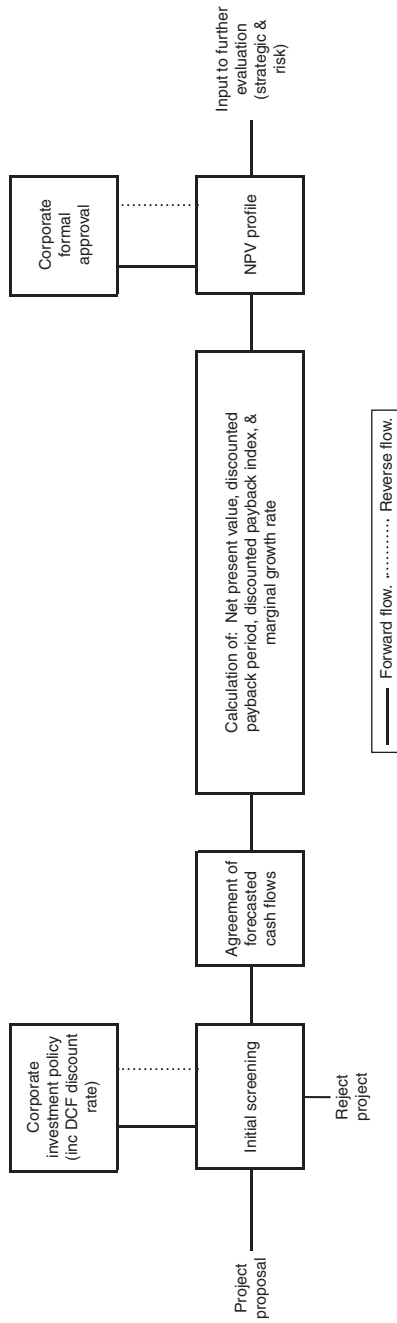 Project
proposal
Corporate
investment policy
(inc DCF discount
rate)
Initial screening
Reject
project
Agreement of
forecasted
cash flows
Calculation of: Net present value, discounted
payback period, discounted payback index, &
marginal growth rate
Corporate
formal
approval
NPV profile
Input to further
evaluation
(strategic &
risk)
Forward flow. Reverse flow.